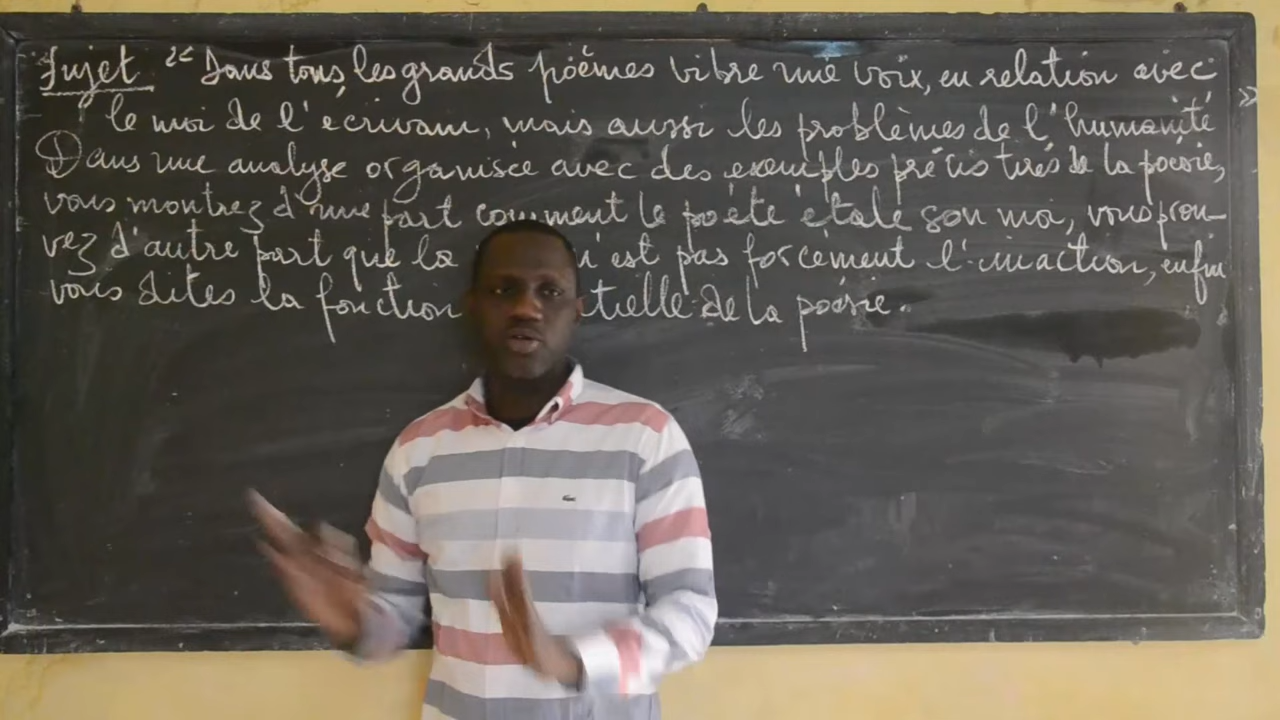 Sujet « Dans tous les grands poèmes vibre une voix, en relation avec
le moi de l'écrivain, mais aussi les problèmes de l'humanité »
Dans une analyse organisée avec des exemples précis tirés de la poésie,
vous montrez d'une part comment le poète étale son moi, vous prou-
vez d'autre part que la n'est pas forcément l'inaction, enfin
vous dites la fonction de la poésie.